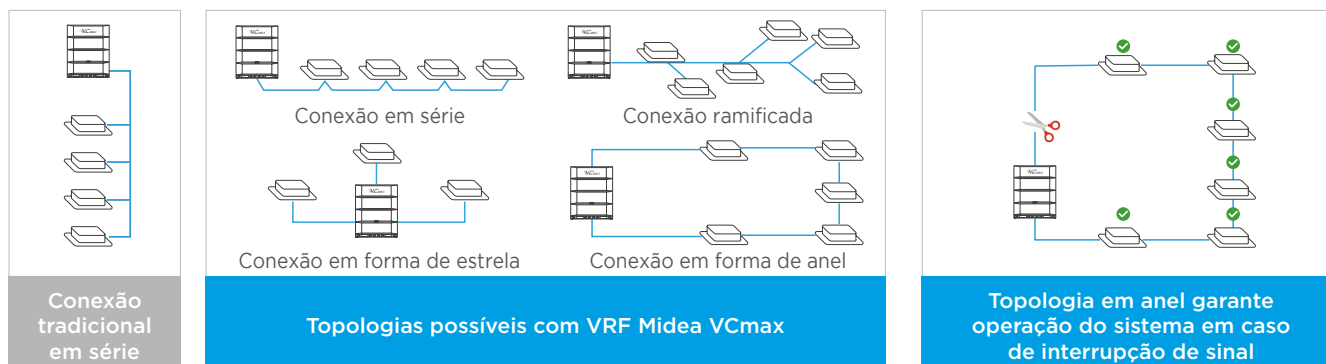 Conexão
tradicional
em série
Conexão em série
Conexão ramificada
Conexão em forma de estrela
Conexão em forma de anel
Topologias possíveis com VRF Midea VCmax
Topologia em anel garante
operação do sistema em caso
de interrupção de sinal